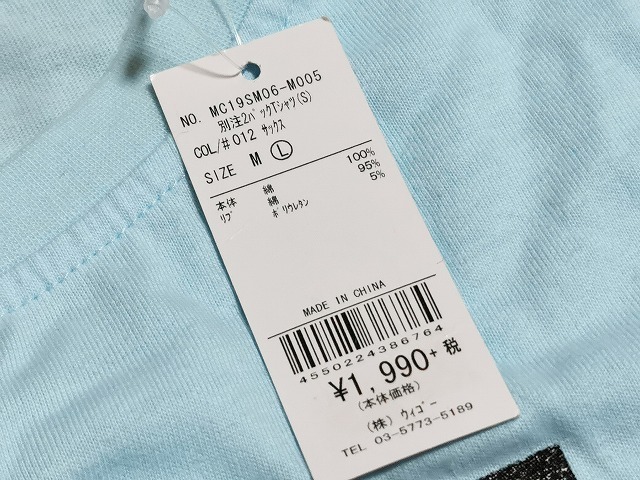 NO. MC19SM06-M005
別注2ﾊﾟｯｸTシャツ(S)
COL/# 012 ｻｯｸｽ
SIZE M L
本体 綿 100%
ﾘﾌﾞ 綿 95%
ﾎﾟﾘｳﾚﾀﾝ 5%
MADE IN CHINA
4550224386764
¥1,990+税
(本体価格)
(株) ｳｨｺﾞｰ
TEL 03-5773-5189